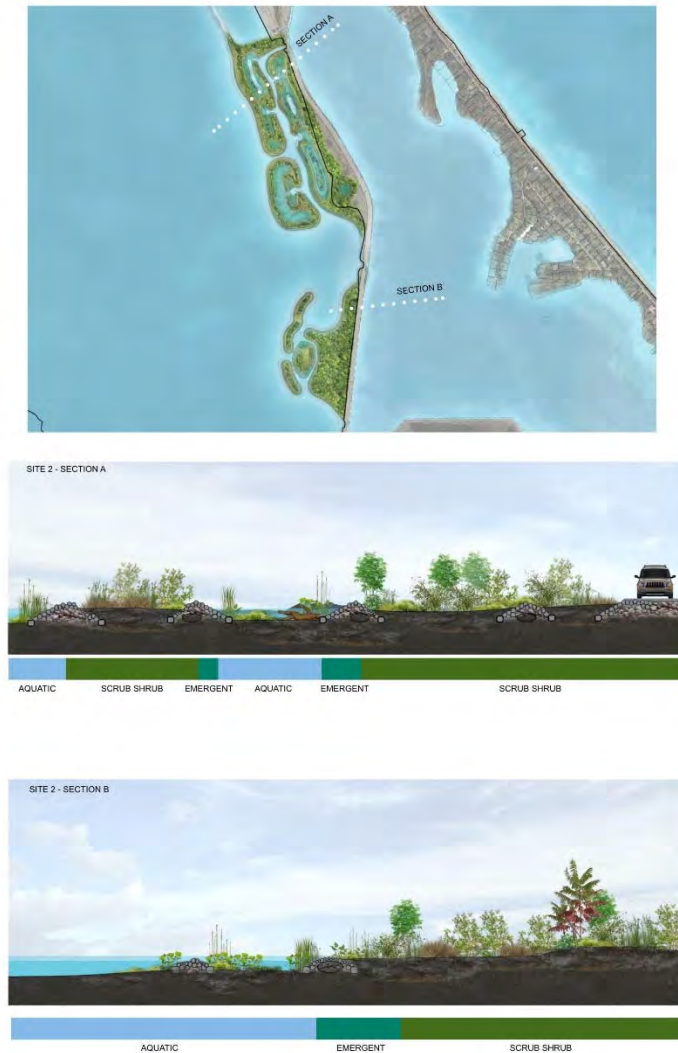 SECTION A
SECTION B
SITE 2 - SECTION A
AQUATIC SCRUB SHRUB EMERGENT AQUATIC EMERGENT SCRUB SHRUB
SITE 2 - SECTION B
AQUATIC EMERGENT SCRUB SHRUB